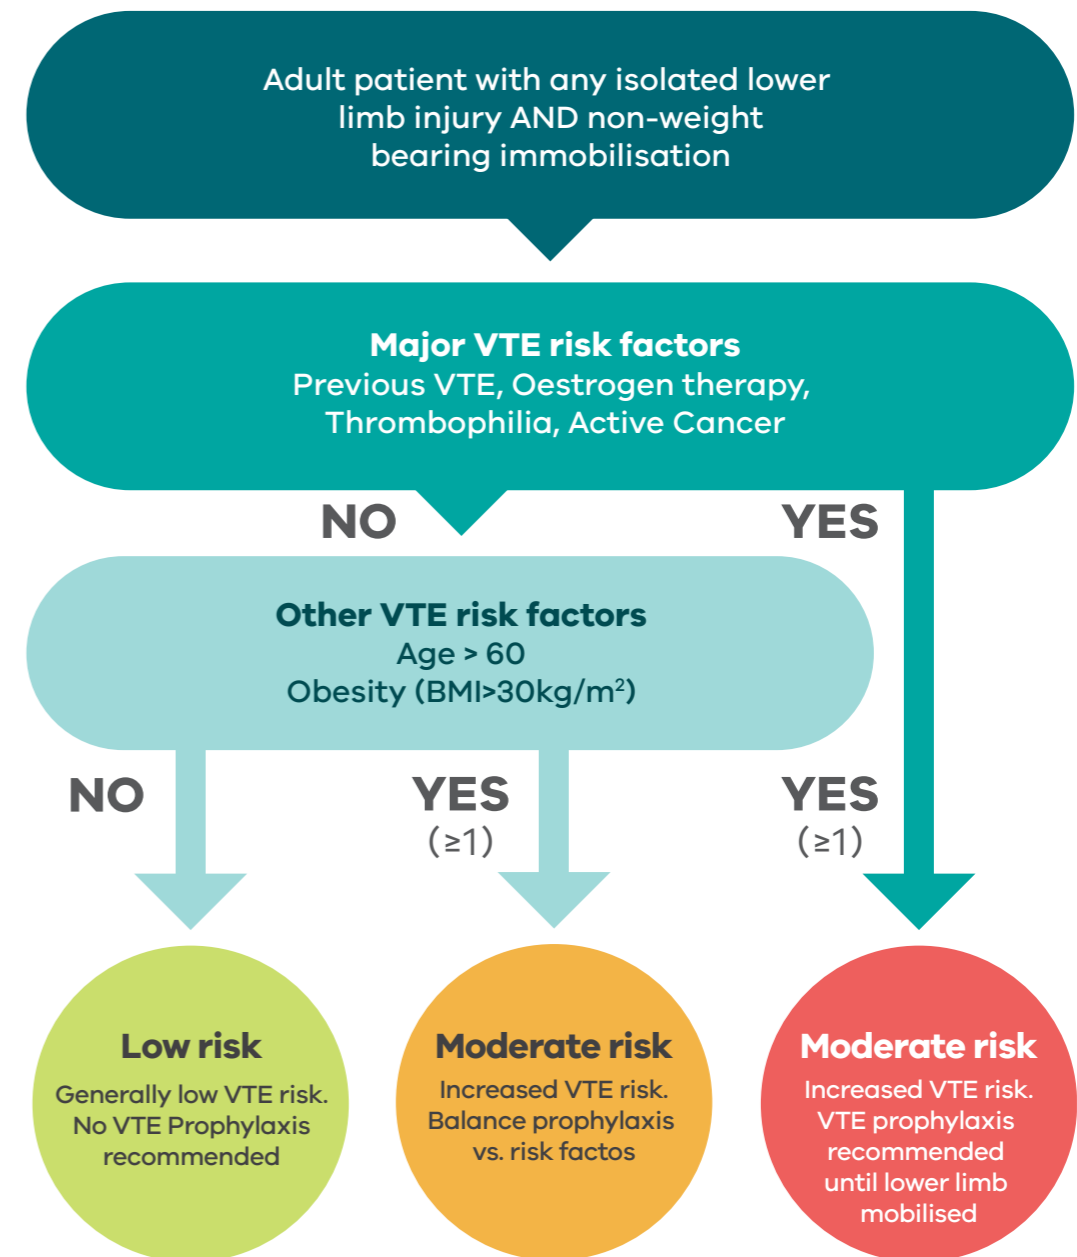 Adult patient with any isolated lower
limb injury AND non-weight
bearing immobilisation
Major VTE risk factors
Previous VTE, Oestrogen therapy,
Thrombophilia, Active Cancer
NO
YES
Other VTE risk factors
Age > 60
Obesity (BMI>30kg/m²)
NO
YES
(≥1)
YES
(≥1)
Low risk
Generally low VTE risk.
No VTE Prophylaxis
recommended
Moderate risk
Increased VTE risk.
Balance prophylaxis
vs. risk factos
Moderate risk
Increased VTE risk.
VTE prophylaxis
recommended
until lower limb
mobilised